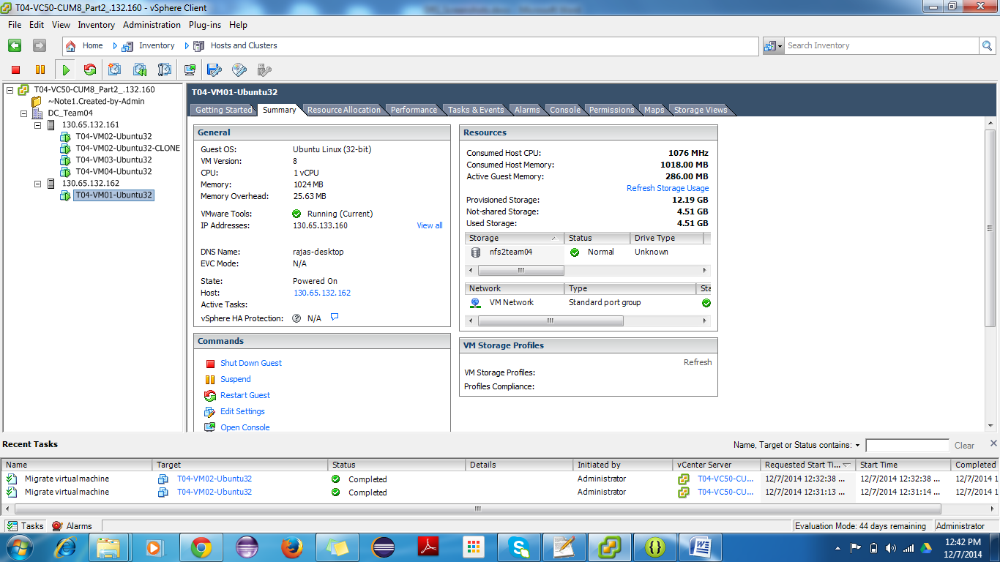 T04-VC50-CUM8_Part2_.132.160 - vSphere Client
File Edit View Inventory Administration Plug-ins Help
Home Inventory Hosts and Clusters Search Inventory
T04-VC50-CUM8_Part2_.132.160
~Note1.Created-by-Admin
DC_Team04
130.65.132.161
T04-VM02-Ubuntu32
T04-VM02-Ubuntu32-CLONE
T04-VM03-Ubuntu32
T04-VM04-Ubuntu32
130.65.132.162
T04-VM01-Ubuntu32
T04-VM01-Ubuntu32
Getting Started Summary Resource Allocation Performance Tasks & Events Alarms Console Permissions Maps Storage Views
General
Guest OS: Ubuntu Linux (32-bit)
VM Version: 8
CPU: 1 vCPU
Memory: 1024 MB
Memory Overhead: 25.63 MB
VMware Tools: Running (Current)
IP Addresses: 130.65.133.160 View all
DNS Name: rajas-desktop
EVC Mode: N/A
State: Powered On
Host: 130.65.132.162
Active Tasks:
vSphere HA Protection: N/A
Commands
Shut Down Guest
Suspend
Restart Guest
Edit Settings
Open Console
Resources
Consumed Host CPU: 1076 MHz
Consumed Host Memory: 1018.00 MB
Active Guest Memory: 286.00 MB
Refresh Storage Usage
Provisioned Storage: 12.19 GB
Not-shared Storage: 4.51 GB
Used Storage: 4.51 GB
Storage Status Drive Type
nfs2team04 Normal Unknown
Network Type Sta
VM Network Standard port group
VM Storage Profiles
Refresh
VM Storage Profiles:
Profiles Compliance:
Recent Tasks Name, Target or Status contains: Clear
Name Target Status Details Initiated by vCenter Server Requested Start Ti... Start Time Completed
Migrate virtual machine T04-VM02-Ubuntu32 Completed Administrator T04-VC50-CU... 12/7/2014 12:32:38 ... 12/7/2014 12:32:38 ... 12/7/2014 1
Migrate virtual machine T04-VM02-Ubuntu32 Completed Administrator T04-VC50-CU... 12/7/2014 12:31:13 ... 12/7/2014 12:31:14 ... 12/7/2014 1
Tasks Alarms Evaluation Mode: 44 days remaining Administrator
12:42 PM
12/7/2014